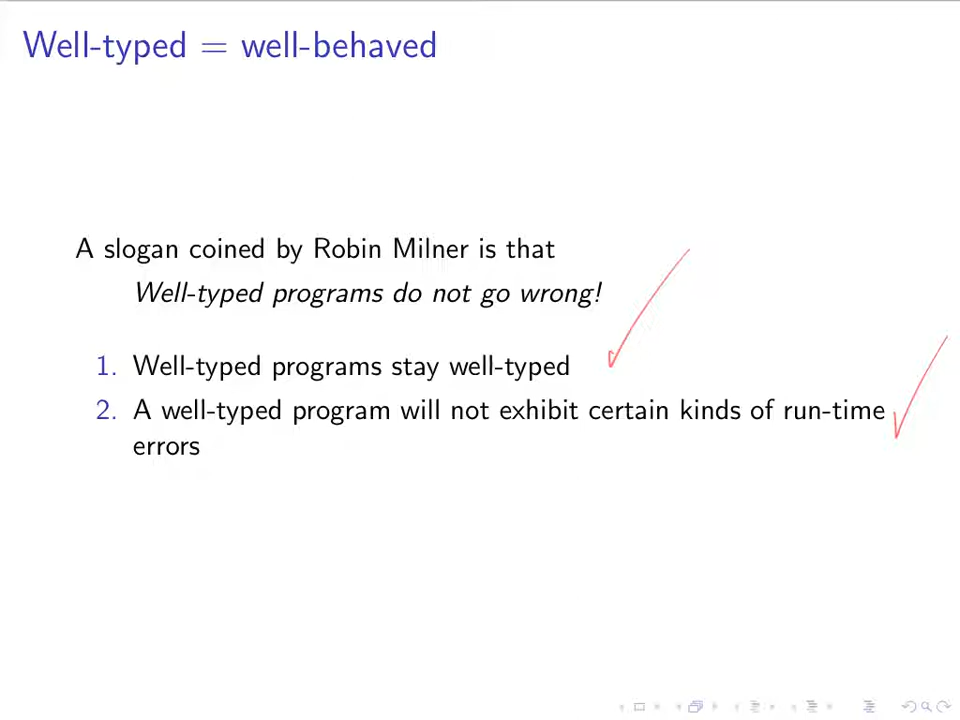 Well-typed = well-behaved
A slogan coined by Robin Milner is that
Well-typed programs do not go wrong!
1. Well-typed programs stay well-typed
2. A well-typed program will not exhibit certain kinds of run-time
errors